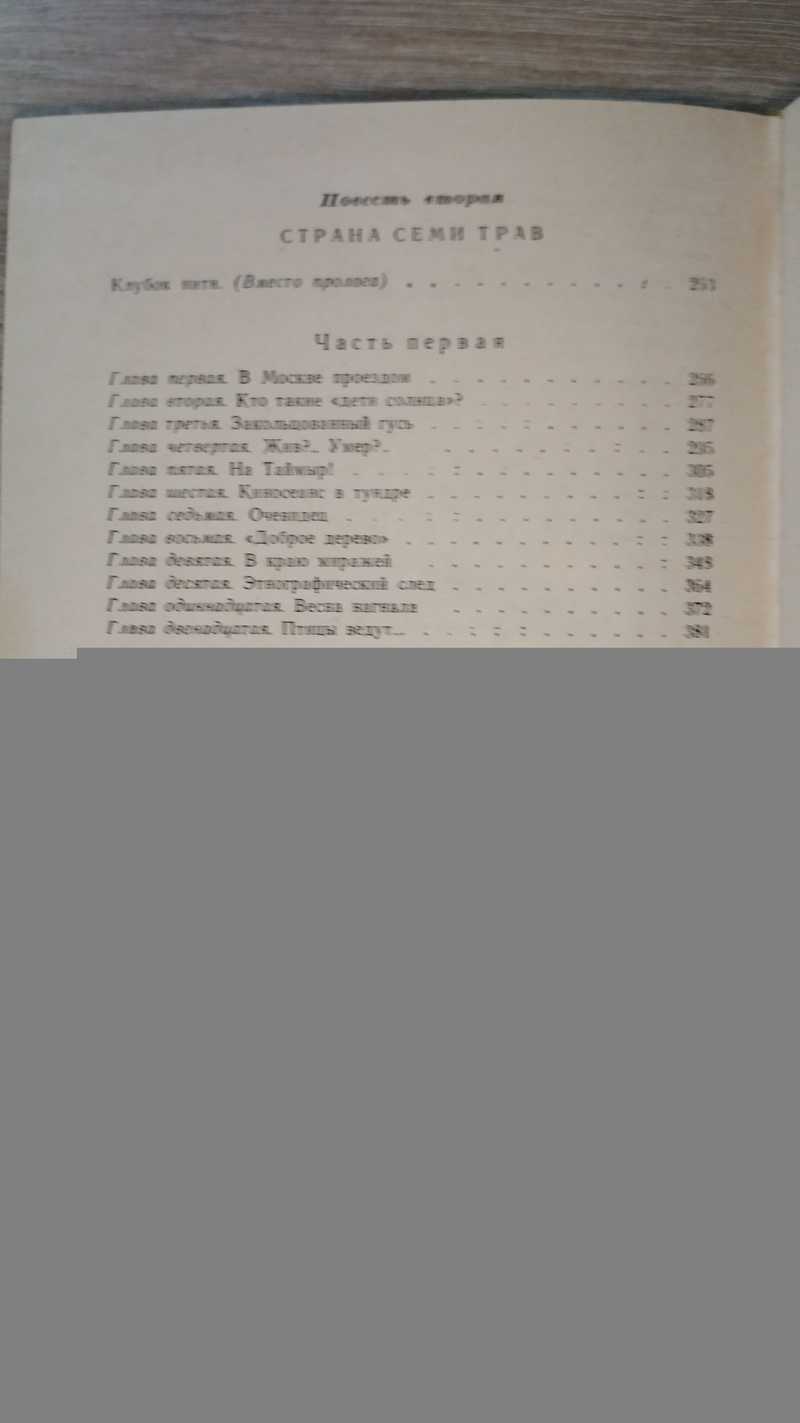 Повесть вторая
СТРАНА СЕМИ ТРАВ
Клубок нити. (Вместо пролога) . . . . . . . . . . . .
Часть первая
Глава первая. В Москве проездом . . . . . . . . . . . 266
Глава вторая. Кто такие «дети солнца»? . . . . . . . . . 277
Глава третья. Закольцованный гусь . . . . . . . . . . . 287
Глава четвертая. Жив?.. Умер?.. . . . . . . . . . . 295
Глава пятая. На Таймыр! . . . . . . . . . . . . . . 305
Глава шестая. Киносеанс в тундре . . . . . . . . . . . 318
Глава седьмая. Очевидец . . . . . . . . . . . . . . 327
Глава восьмая. «Доброе дерево» . . . . . . . . . . . . 338
Глава девятая. В краю миражей . . . . . . . . . . . 348
Глава десятая. Этнографический след . . . . . . . . . . 364
Глава одиннадцатая. Весна нагнала . . . . . . . . . . 372
Глава двенадцатая. Птицы ведут... . . . . . . . . . . . 381